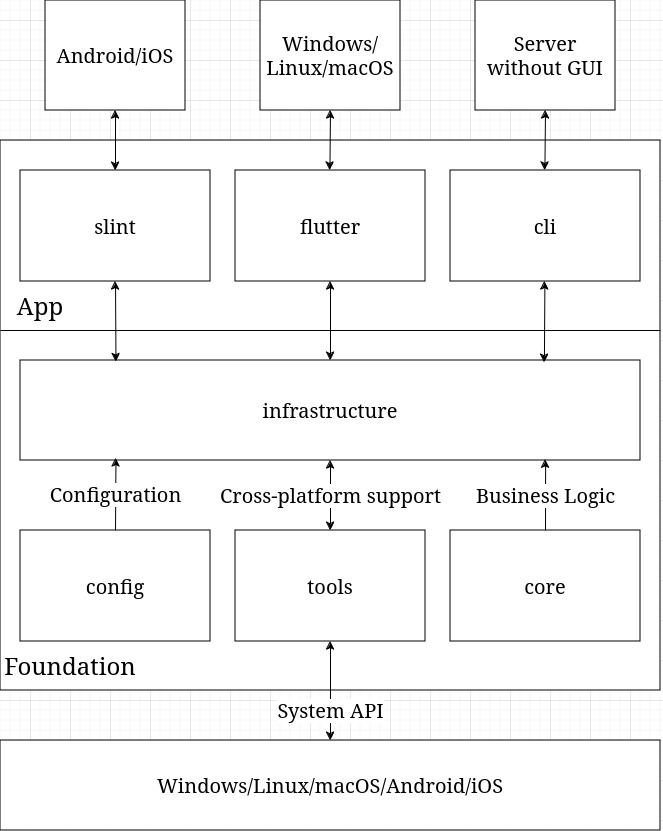 Android/iOS
Windows/
Linux/macOS
Server
without GUI
slint
flutter
cli
App
infrastructure
Configuration
Cross-platform support
Business Logic
config
tools
core
Foundation
System API
Windows/Linux/macOS/Android/iOS